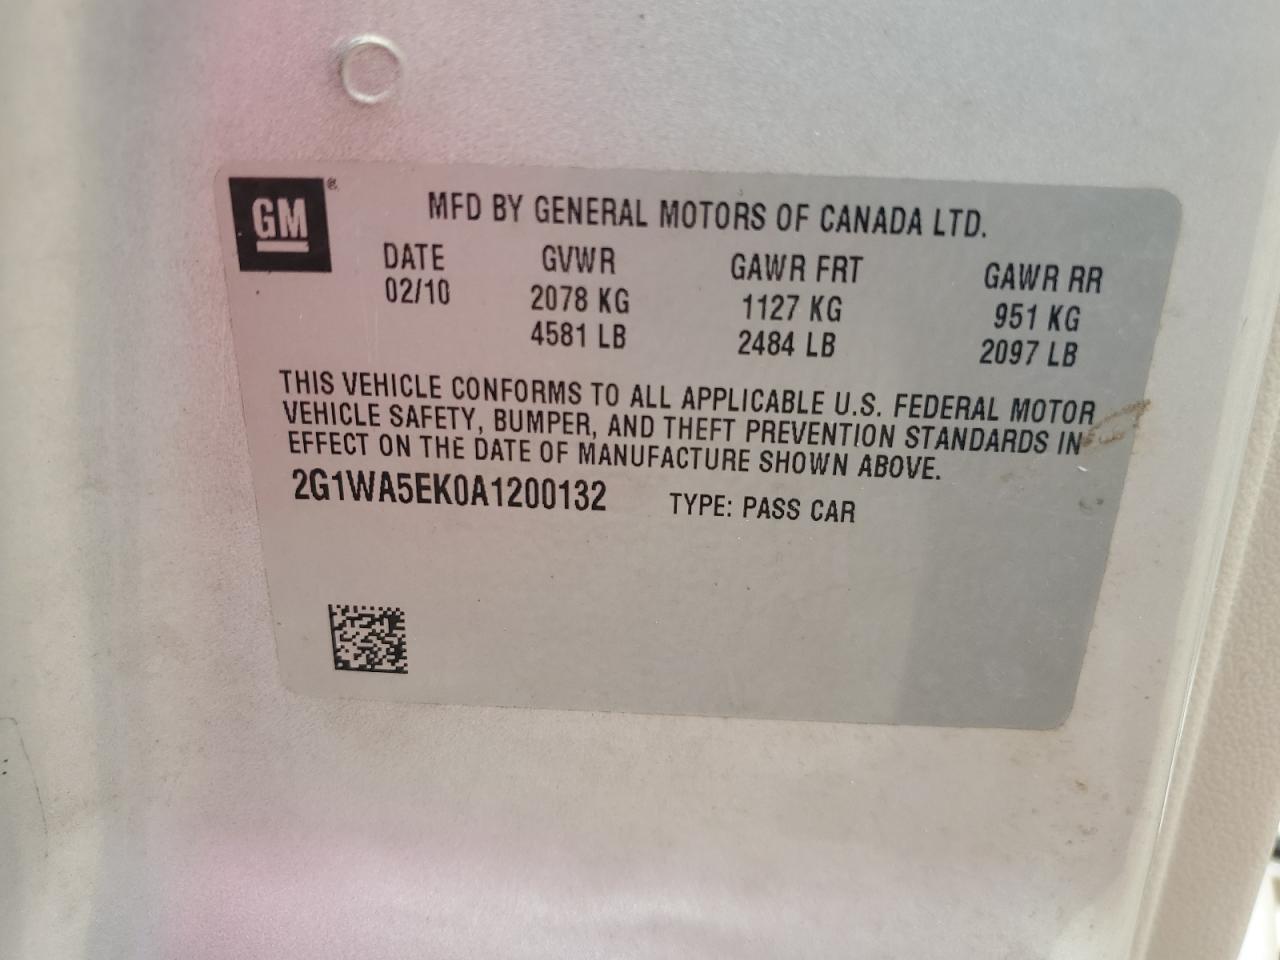 GM®
MFD BY GENERAL MOTORS OF CANADA LTD.
DATE GVWR GAWR FRT GAWR RR
02/10 2078 KG 1127 KG 951 KG
4581 LB 2484 LB 2097 LB
THIS VEHICLE CONFORMS TO ALL APPLICABLE U.S. FEDERAL MOTOR
VEHICLE SAFETY, BUMPER, AND THEFT PREVENTION STANDARDS IN
EFFECT ON THE DATE OF MANUFACTURE SHOWN ABOVE.
2G1WA5EK0A1200132 TYPE: PASS CAR